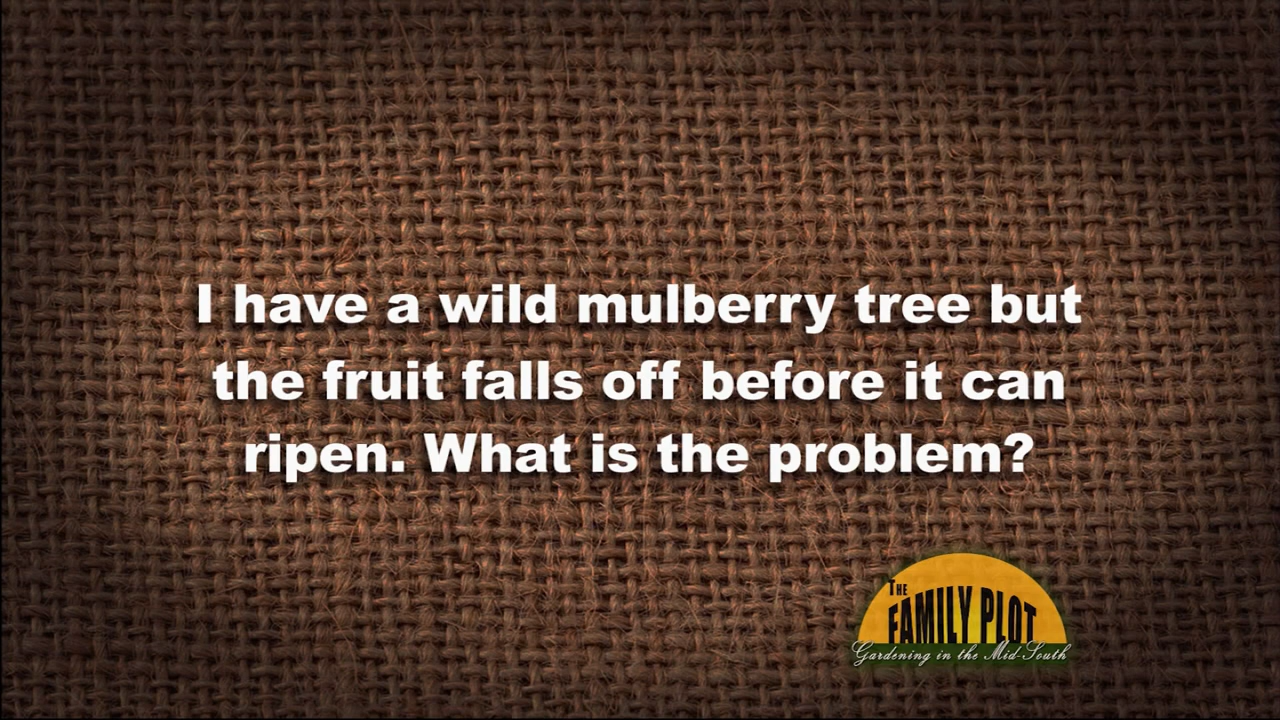 I have a wild mulberry tree but
the fruit falls off before it can
ripen. What is the problem?
THE
FAMILY PLOT
Gardening in the Mid-South